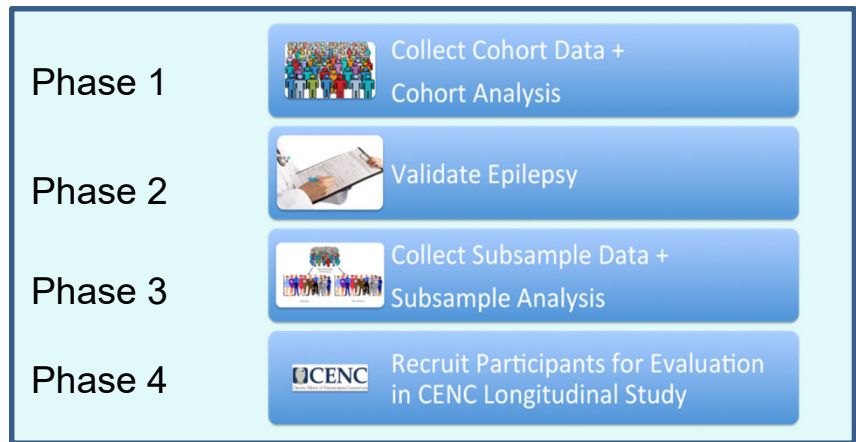 Phase 1
Collect Cohort Data +
Cohort Analysis
Phase 2
Validate Epilepsy
Phase 3
Collect Subsample Data +
Subsample Analysis
Phase 4
CENC
Recruit Participants for Evaluation
in CENC Longitudinal Study